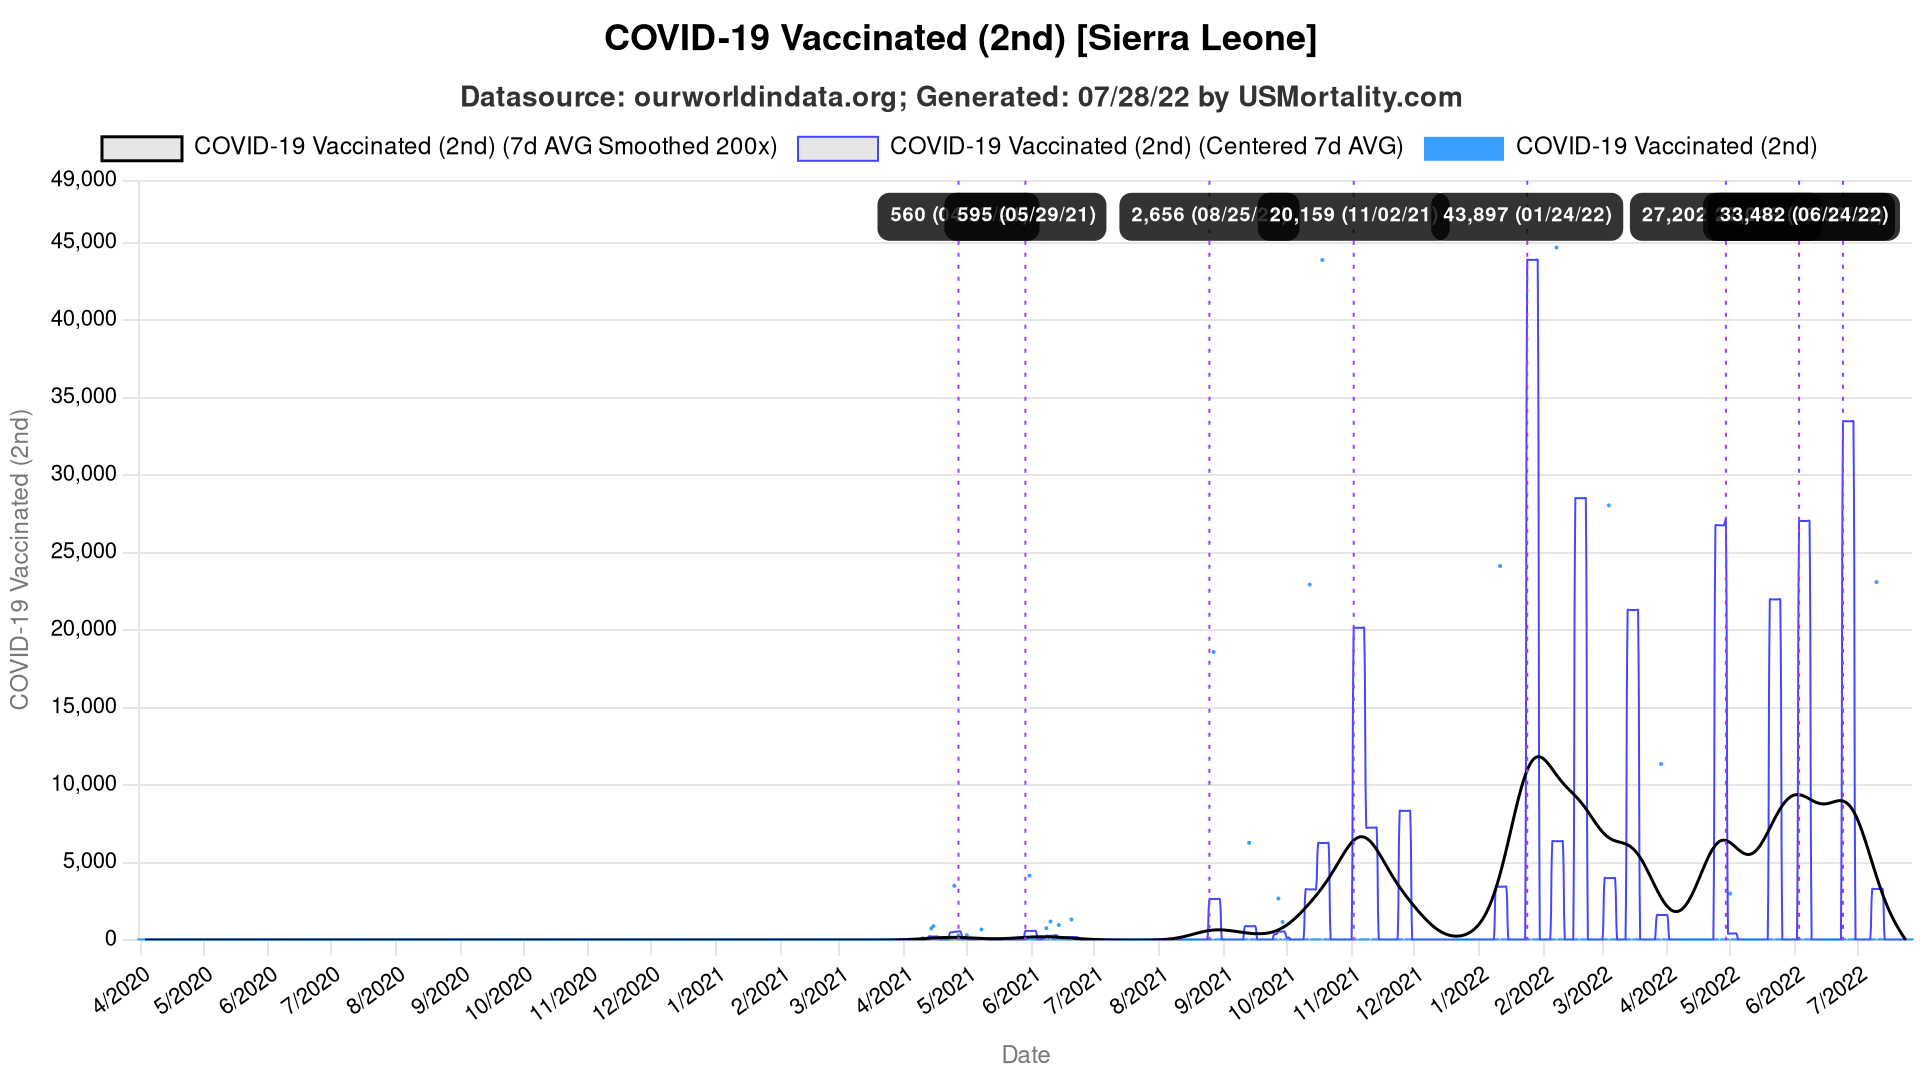 COVID-19 Vaccinated (2nd) [Sierra Leone]
Datasource: ourworldindata.org; Generated: 07/28/22 by USMortality.com
COVID-19 Vaccinated (2nd) (7d AVG Smoothed 200x) COVID-19 Vaccinated (2nd) (Centered 7d AVG) COVID-19 Vaccinated (2nd)
560 595 (05/29/21) 2,656 (08/25/ 20,159 (11/02/21) 43,897 (01/24/22) 27,202 33,482 (06/24/22)
49,000
45,000
40,000
35,000
30,000
25,000
20,000
15,000
10,000
5,000
0
COVID-19 Vaccinated (2nd)
4/2020 5/2020 6/2020 7/2020 8/2020 9/2020 10/2020 11/2020 12/2020 1/2021 2/2021 3/2021 4/2021 5/2021 6/2021 7/2021 8/2021 9/2021 10/2021 11/2021 12/2021 1/2022 2/2022 3/2022 4/2022 5/2022 6/2022 7/2022
Date